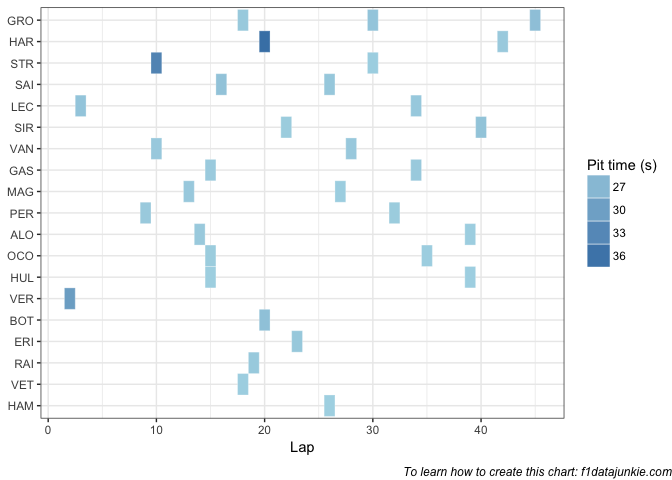 GRO
HAR
STR
SAI
LEC
SIR
VAN
GAS
MAG
PER
ALO
OCO
HUL
VER
BOT
ERI
RAI
VET
HAM
0 10 20 30 40
Lap
Pit time (s)
27
30
33
36
To learn how to create this chart: f1datajunkie.com